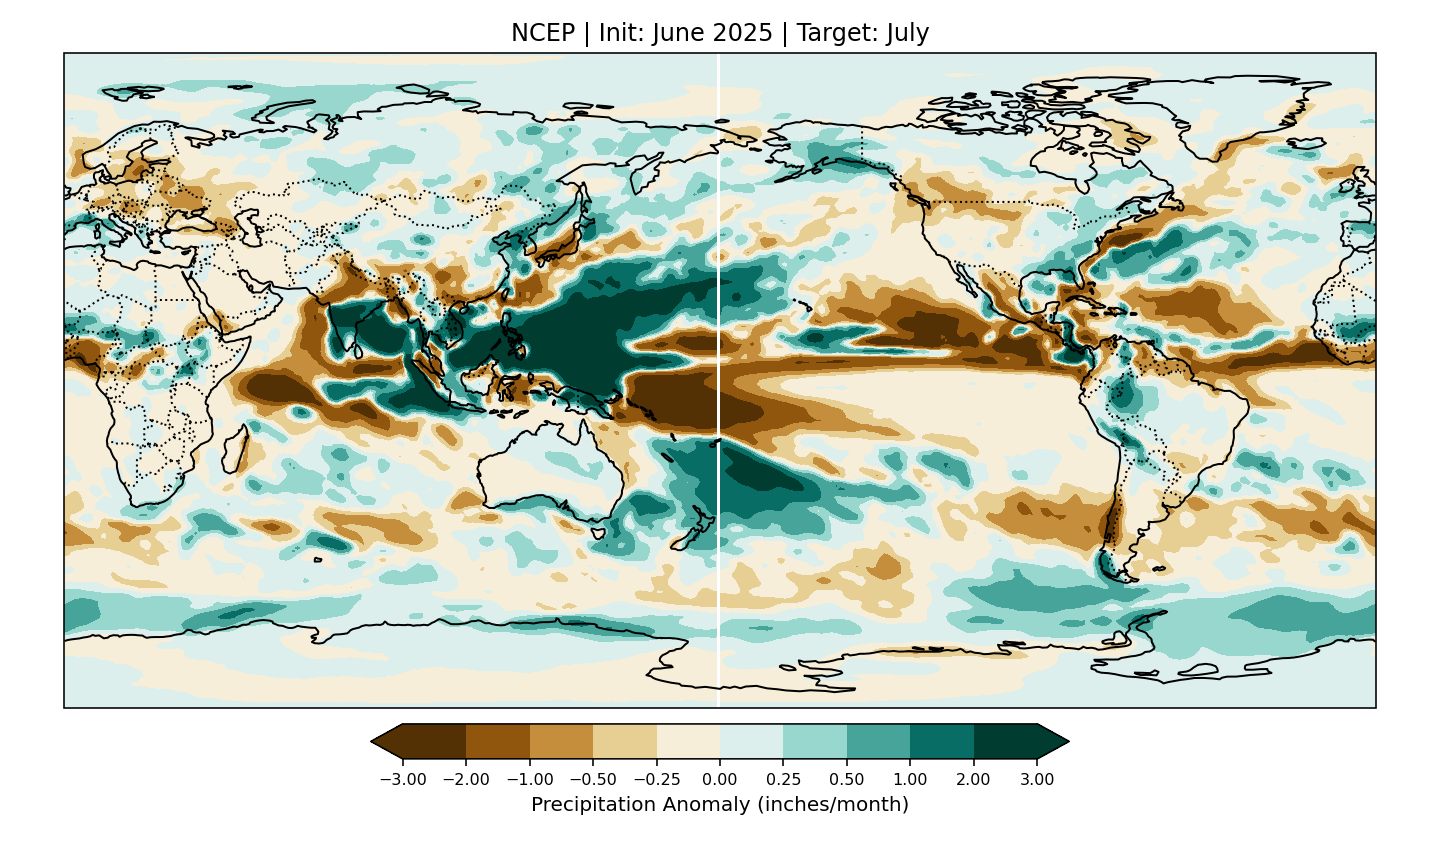 NCEP | Init: June 2025 | Target: July
−3.00 −2.00 −1.00 −0.50 −0.25 0.00 0.25 0.50 1.00 2.00 3.00
Precipitation Anomaly (inches/month)